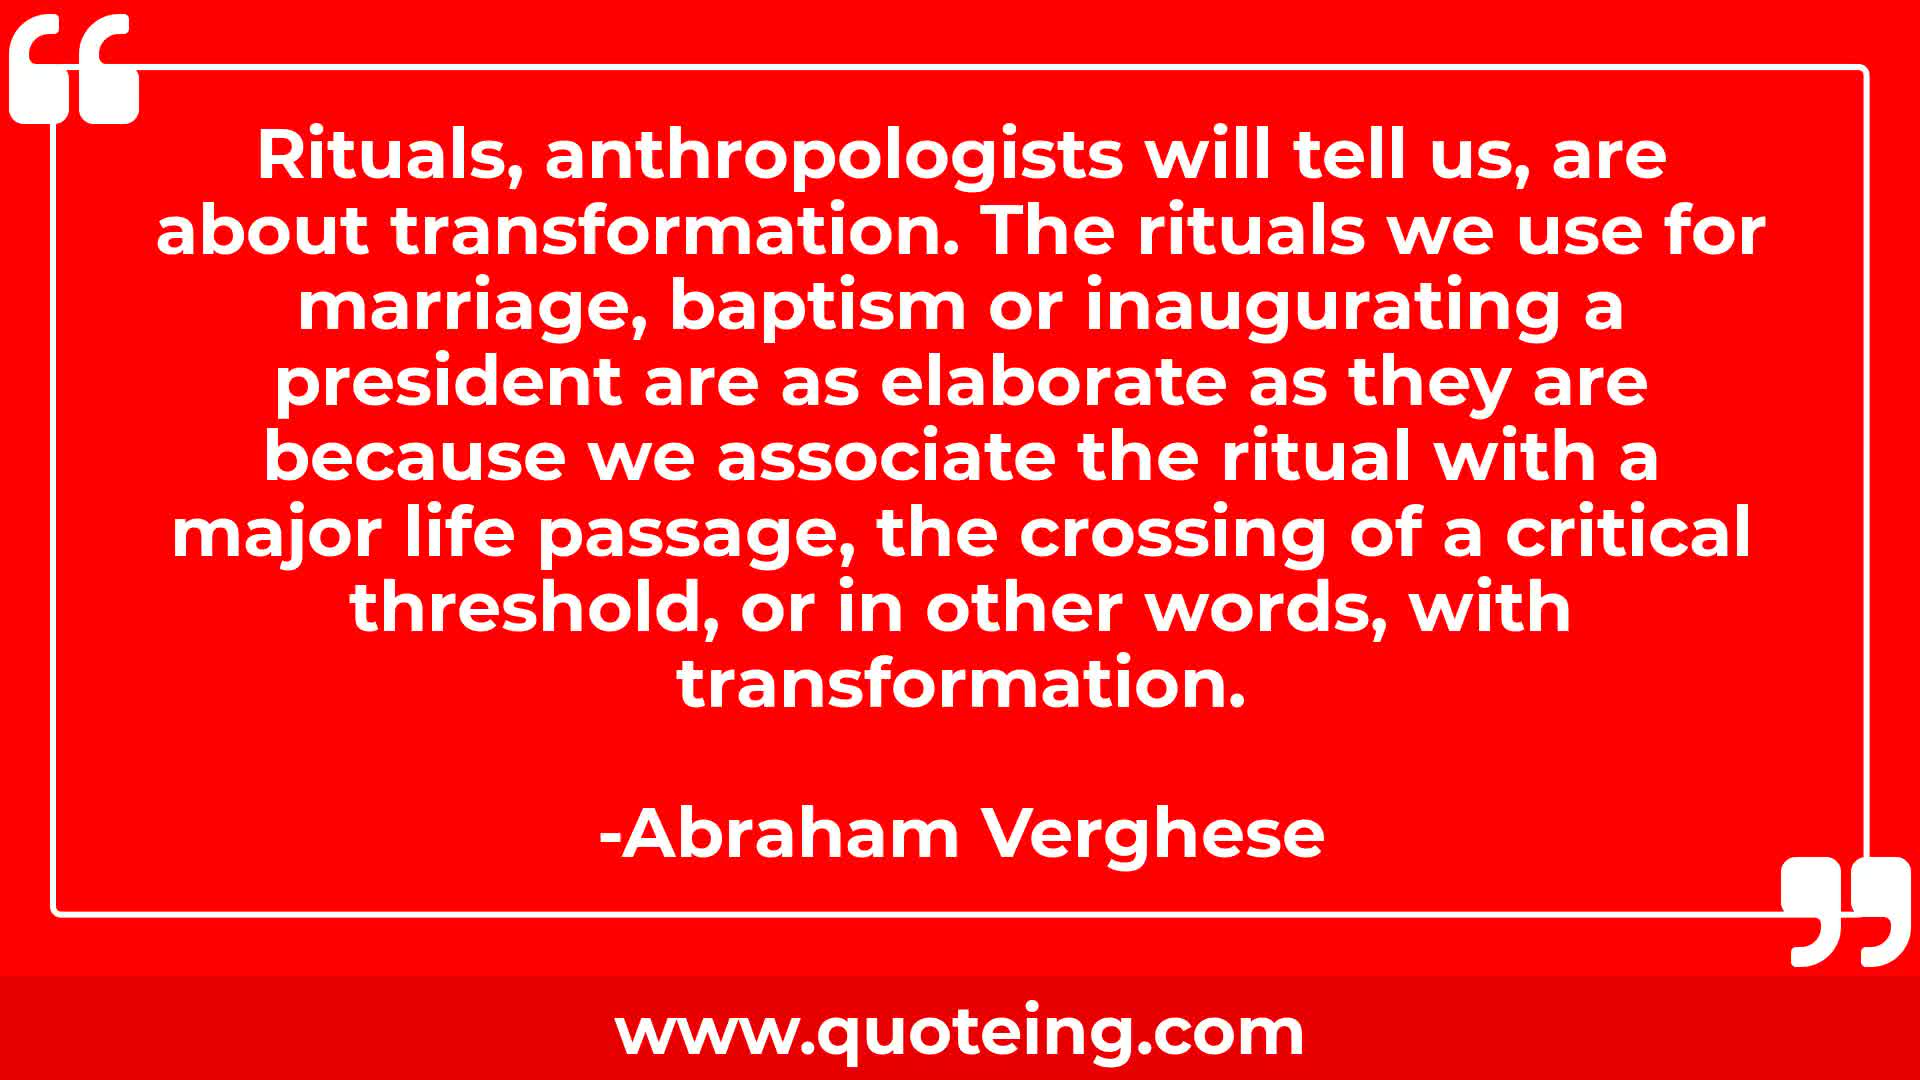 Rituals, anthropologists will tell us, are
about transformation. The rituals we use for
marriage, baptism or inaugurating a
president are as elaborate as they are
because we associate the ritual with a
major life passage, the crossing of a critical
threshold, or in other words, with
transformation.
-Abraham Verghese
www.quoteing.com